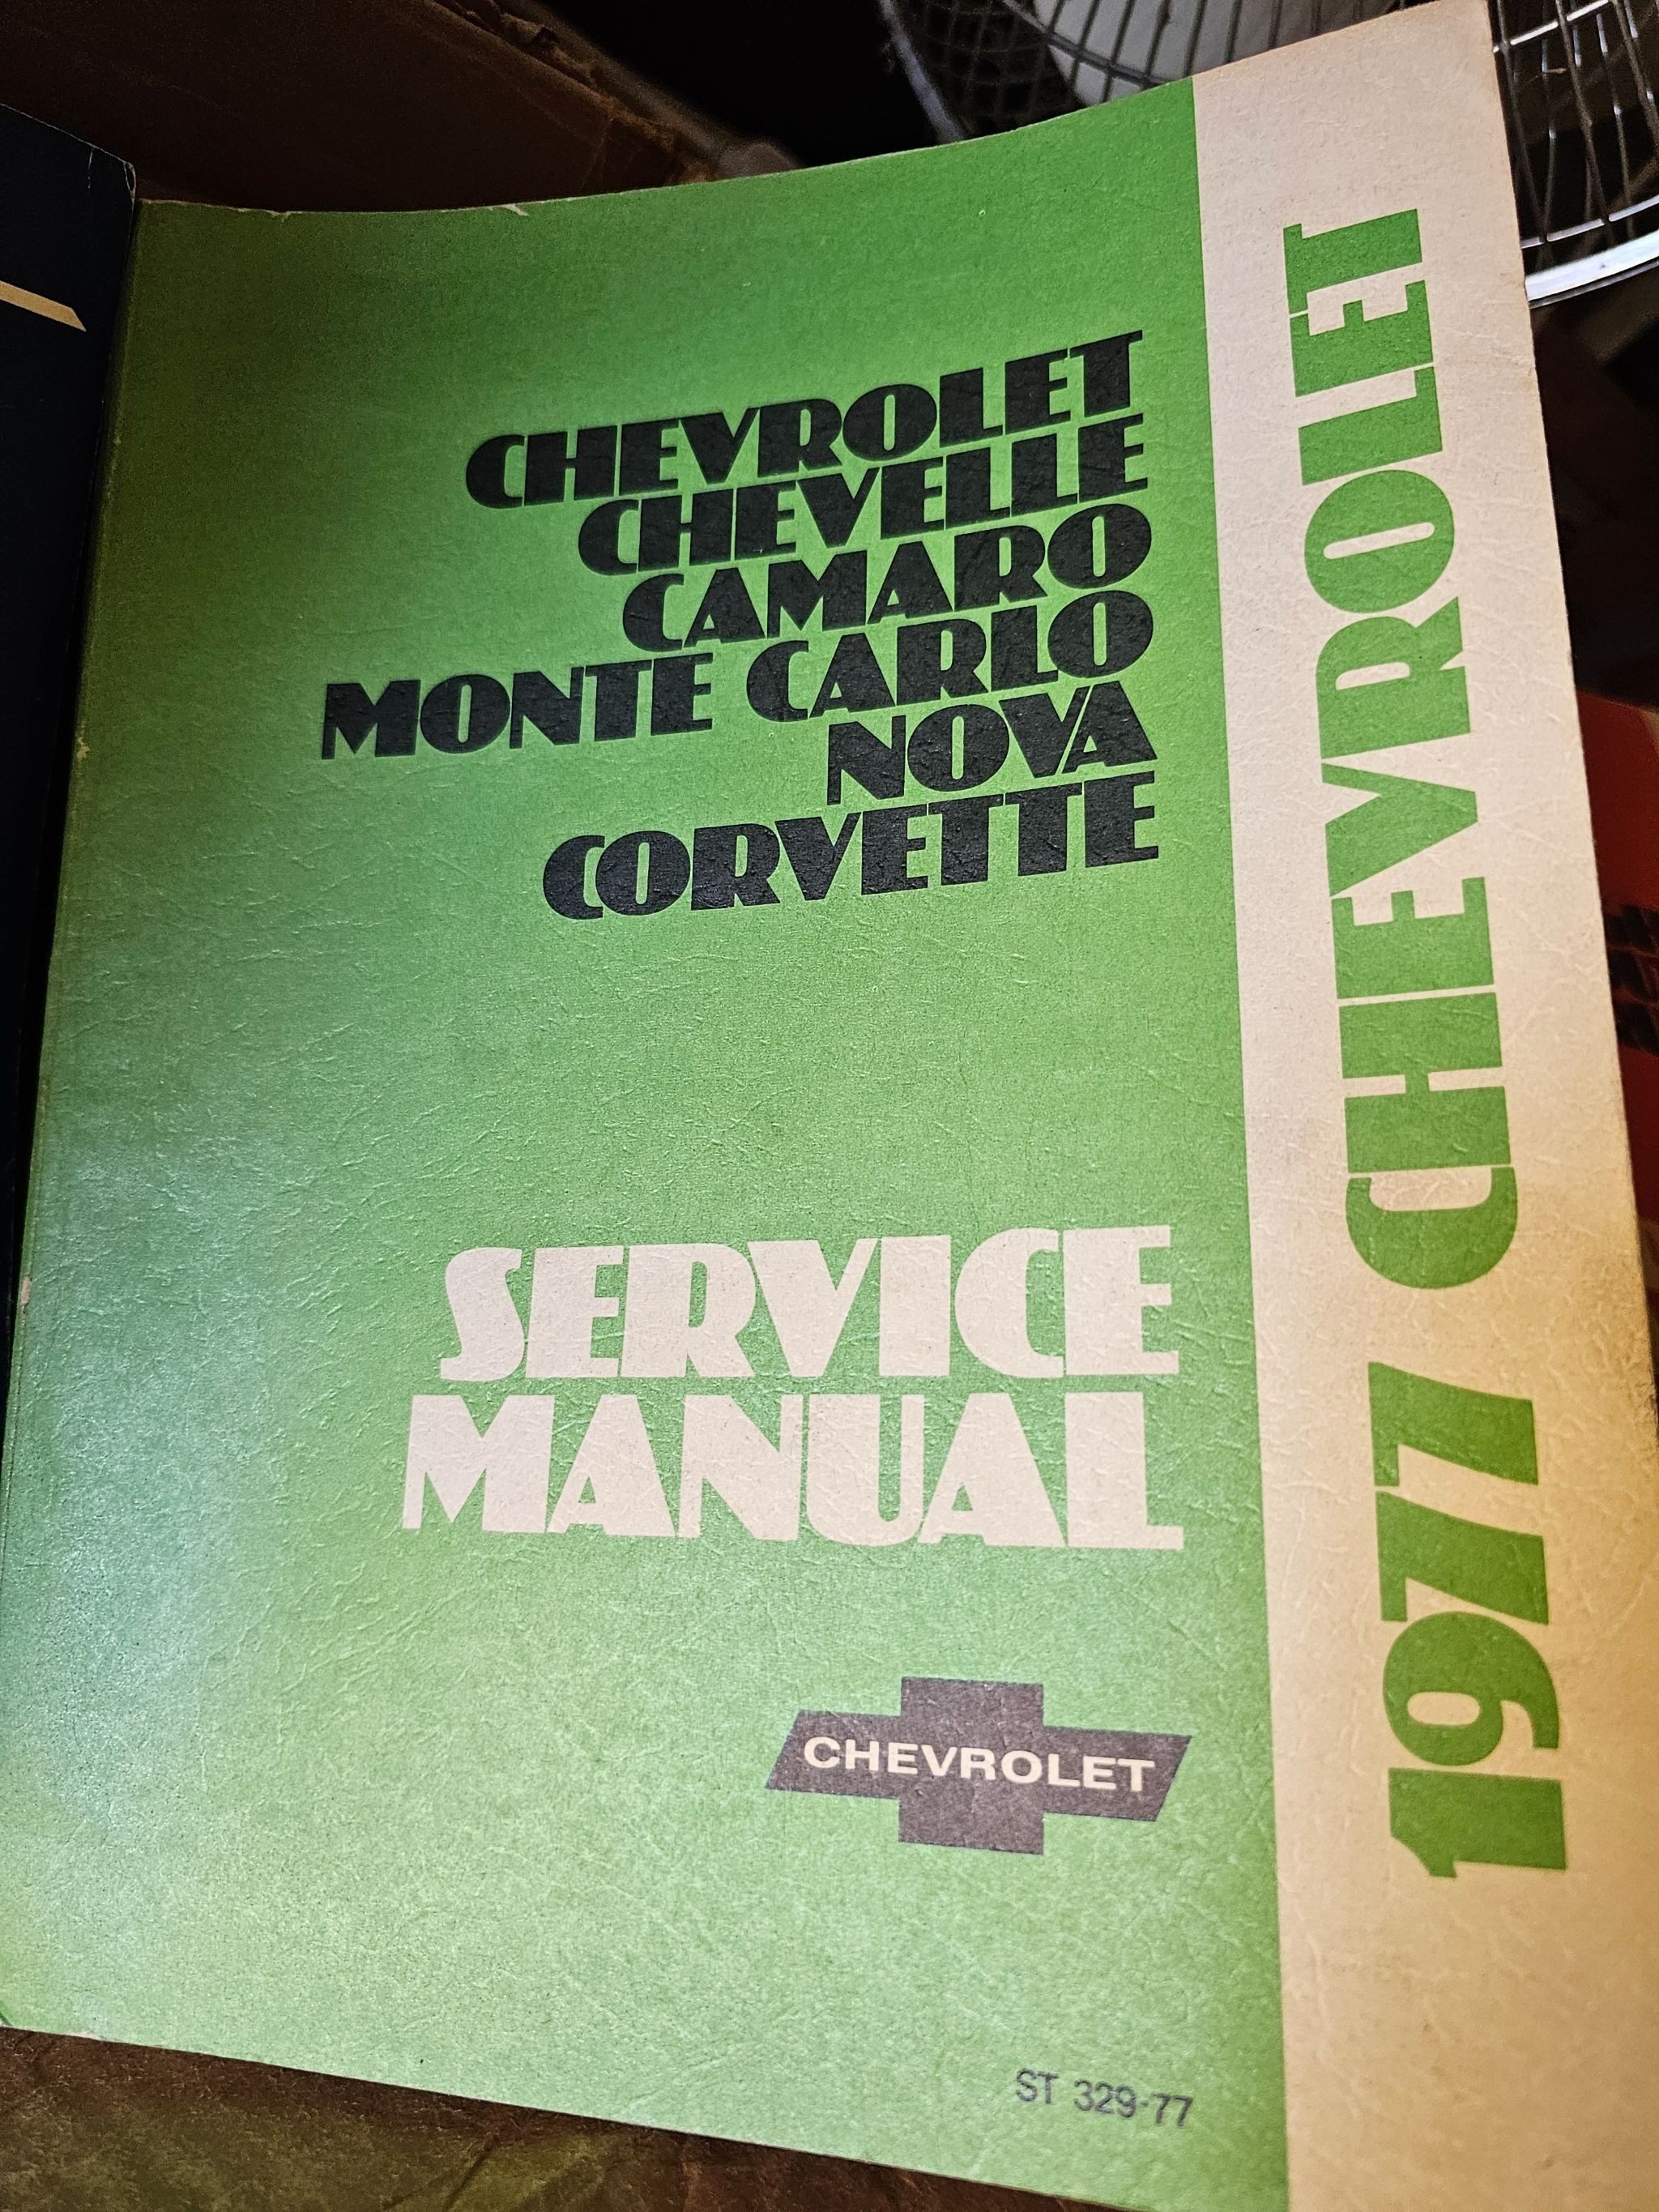 CHEVROLET
CHEVELLE
CAMARO
MONTE CARLO
NOVA
CORVETTE
SERVICE
MANUAL
CHEVROLET
ST 329-77
1977 CHEVROLET